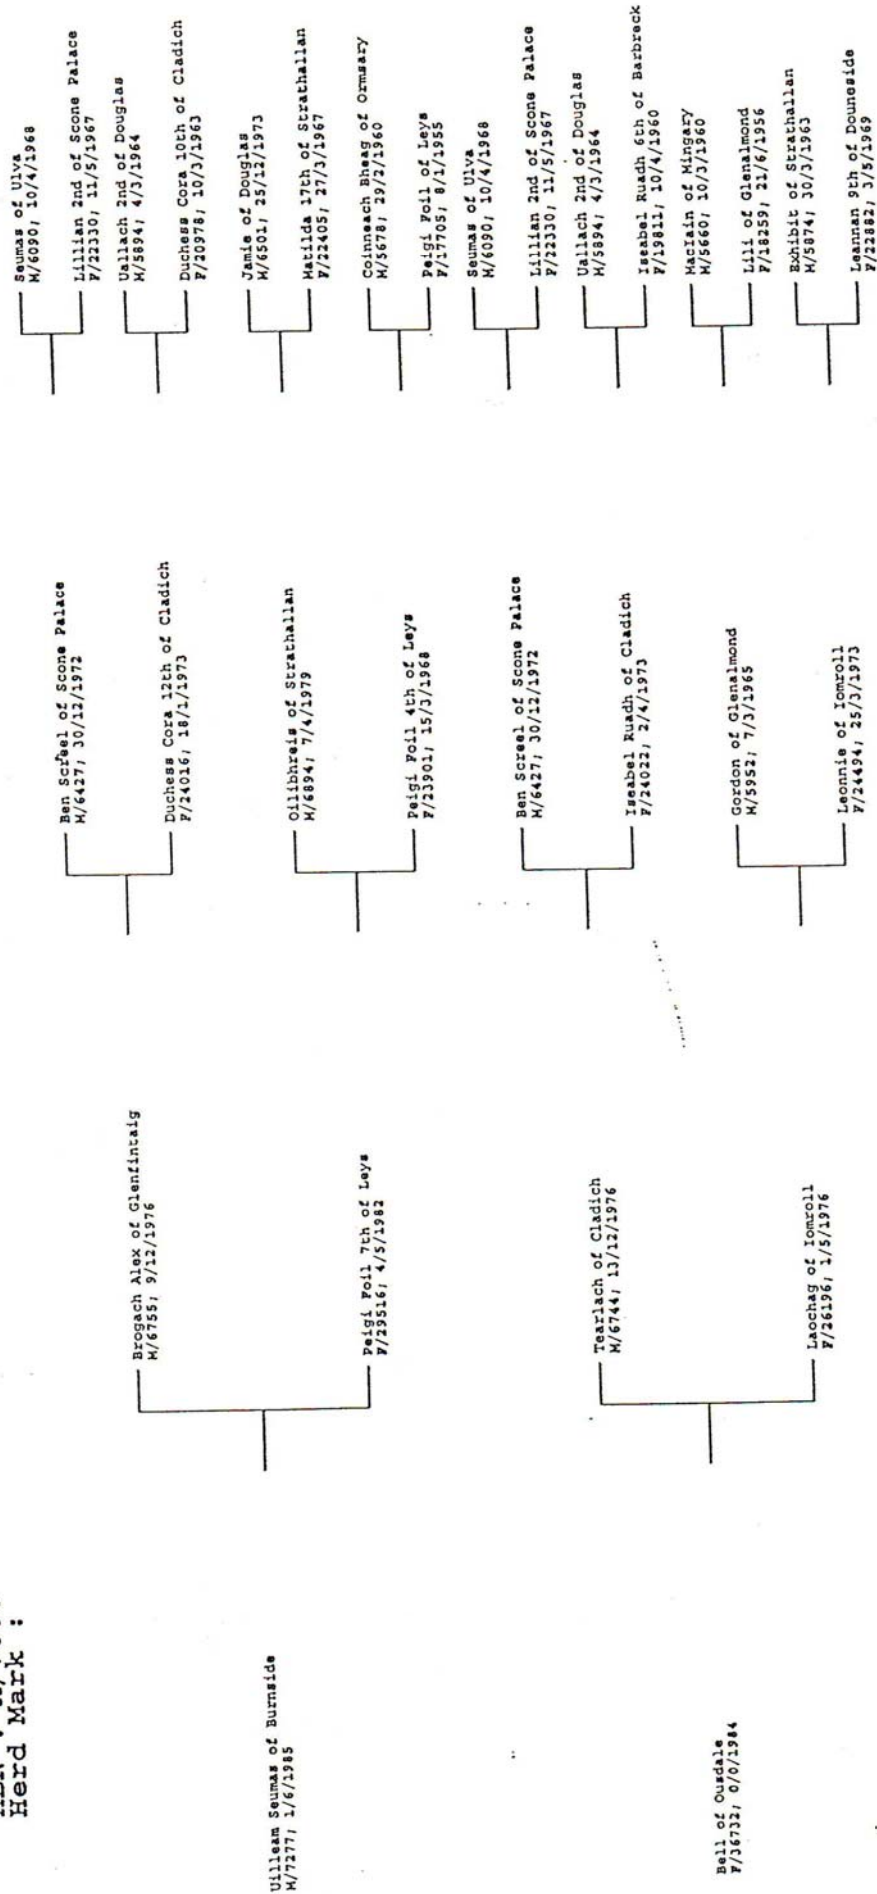 Herd Mark :
Uilleam Seumas of Burnside
M/7277; 1/6/1985
Bell of Ousdale
F/36732; 0/0/1984
Brogach Alex of Glenfintaig
M/6755; 9/12/1976
Peigi Foil 7th of Leys
F/29516; 4/5/1982
Tearlach of Cladich
M/6744; 13/12/1976
Laochag of Iomroll
F/26196; 1/5/1976
Ben Screel of Scone Palace
M/6427; 30/12/1972
Duchess Cora 12th of Cladich
F/24016; 18/1/1973
Oilibhreis of Strathallan
M/6894; 7/4/1979
Peigi Foil 4th of Leys
F/23901; 15/3/1968
Ben Screel of Scone Palace
M/6427; 30/12/1972
Iseabel Ruadh of Cladich
F/24022; 2/4/1973
Gordon of Glenalmond
M/5952; 7/3/1965
Leonnie of Iomroll
F/24494; 25/3/1973
Seumas of Ulva
M/6090; 10/4/1968
Lillian 2nd of Scone Palace
F/22330; 11/5/1967
Uallach 2nd of Douglas
M/5894; 4/3/1964
Duchess Cora 10th of Cladich
F/20978; 10/3/1963
Jamie of Douglas
M/6501; 25/12/1973
Matilda 17th of Strathallan
F/22405; 27/3/1967
Coinneach Bheag of Ormsary
M/5678; 29/2/1960
Peigi Foil of Leys
F/17705; 8/1/1955
Seumas of Ulva
M/6090; 10/4/1968
Lillian 2nd of Scone Palace
F/22330; 11/5/1967
Uallach 2nd of Douglas
M/5894; 4/3/1964
Iseabel Ruadh 6th of Barbreck
F/19811; 10/4/1960
MacIain of Mingary
M/5660; 10/3/1960
Lili of Glenalmond
F/18259; 21/6/1956
Exhibit of Strathallan
M/5874; 30/3/1963
Leannan 9th of Douneside
F/22882; 3/5/1969